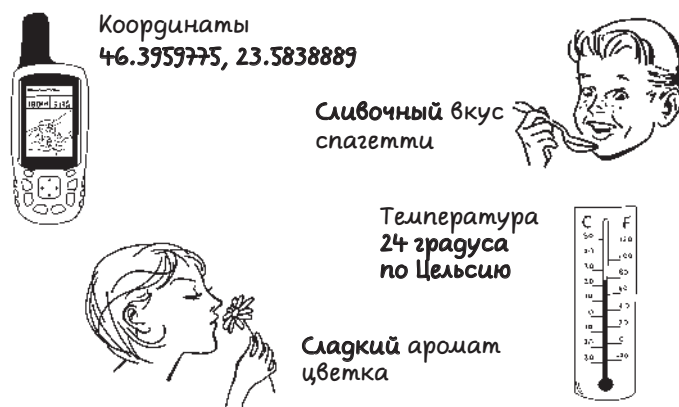 Координаты
46.3959775, 23.5838889
Сливочный вкус
спагетти
Температура
24 градуса
по Цельсию
C F
Сладкий аромат
цветка